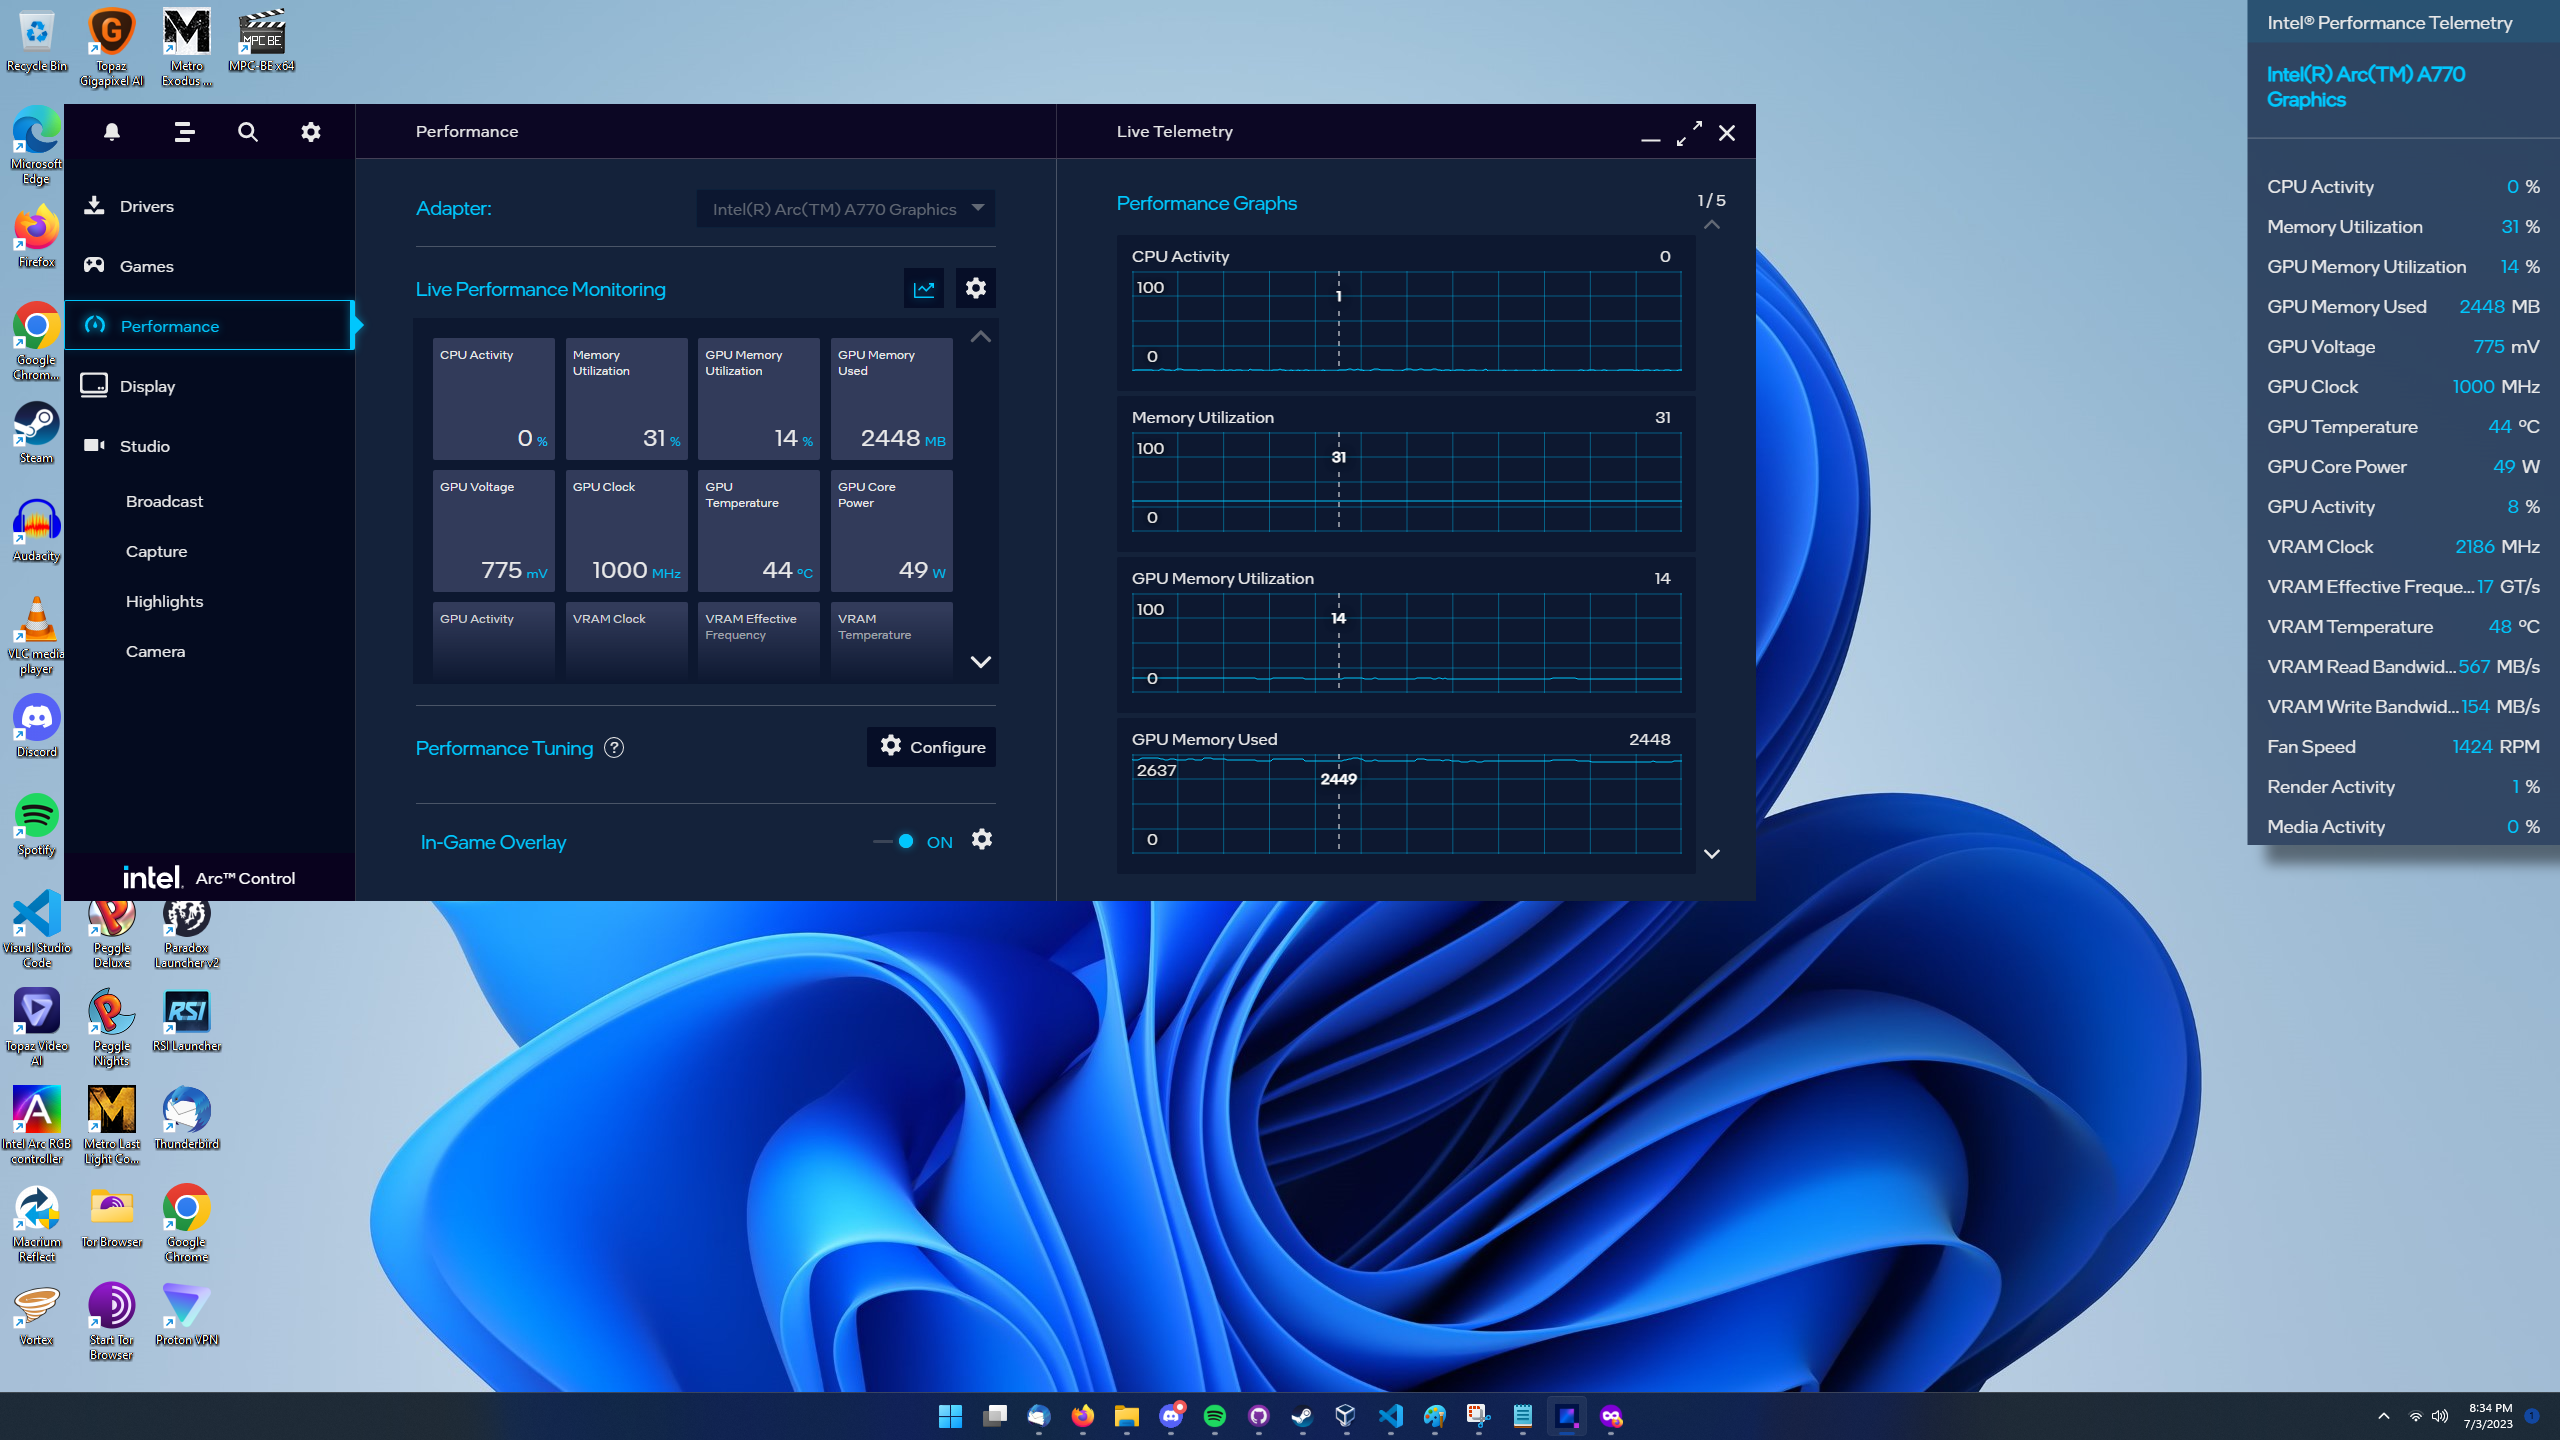 Recycle Bin
Topaz
Gigapixel AI
Metro
Exodus ...
MPC BE
MPC-BE x64
Microsoft
Edge
Firefox
Google
Chrom...
Steam
Audacity
VLC media
player
Discord
Spotify
Visual Studio
Code
Peggle
Deluxe
Paradox
Launcher v2
Topaz Video
AI
Peggle
Nights
RSI
RSI Launcher
Intel Arc RGB
controller
Metro Last
Light Co...
Thunderbird
Macrium
Reflect
Tor Browser
Google
Chrome
Vortex
Start Tor
Browser
Proton VPN
Drivers
Games
Performance
Display
Studio
Broadcast
Capture
Highlights
Camera
intel. Arc™ Control
Performance
Adapter:
Intel(R) Arc(TM) A770 Graphics
Live Performance Monitoring
CPU Activity
0 %
Memory
Utilization
31 %
GPU Memory
Utilization
14 %
GPU Memory
Used
2448 MB
GPU Voltage
775 mV
GPU Clock
1000 MHz
GPU
Temperature
44 °C
GPU Core
Power
49 W
GPU Activity
VRAM Clock
VRAM Effective
Frequency
VRAM
Temperature
Performance Tuning ?
Configure
In-Game Overlay
ON
Live Telemetry
Performance Graphs
1 / 5
CPU Activity 0
100
1
0
Memory Utilization 31
100
31
0
GPU Memory Utilization 14
100
14
0
GPU Memory Used 2448
2637
2449
0
Intel® Performance Telemetry
Intel(R) Arc(TM) A770
Graphics
CPU Activity 0 %
Memory Utilization 31 %
GPU Memory Utilization 14 %
GPU Memory Used 2448 MB
GPU Voltage 775 mV
GPU Clock 1000 MHz
GPU Temperature 44 °C
GPU Core Power 49 W
GPU Activity 8 %
VRAM Clock 2186 MHz
VRAM Effective Freque... 17 GT/s
VRAM Temperature 48 °C
VRAM Read Bandwid... 567 MB/s
VRAM Write Bandwid... 154 MB/s
Fan Speed 1424 RPM
Render Activity 1 %
Media Activity 0 %
8:34 PM
7/3/2023
1